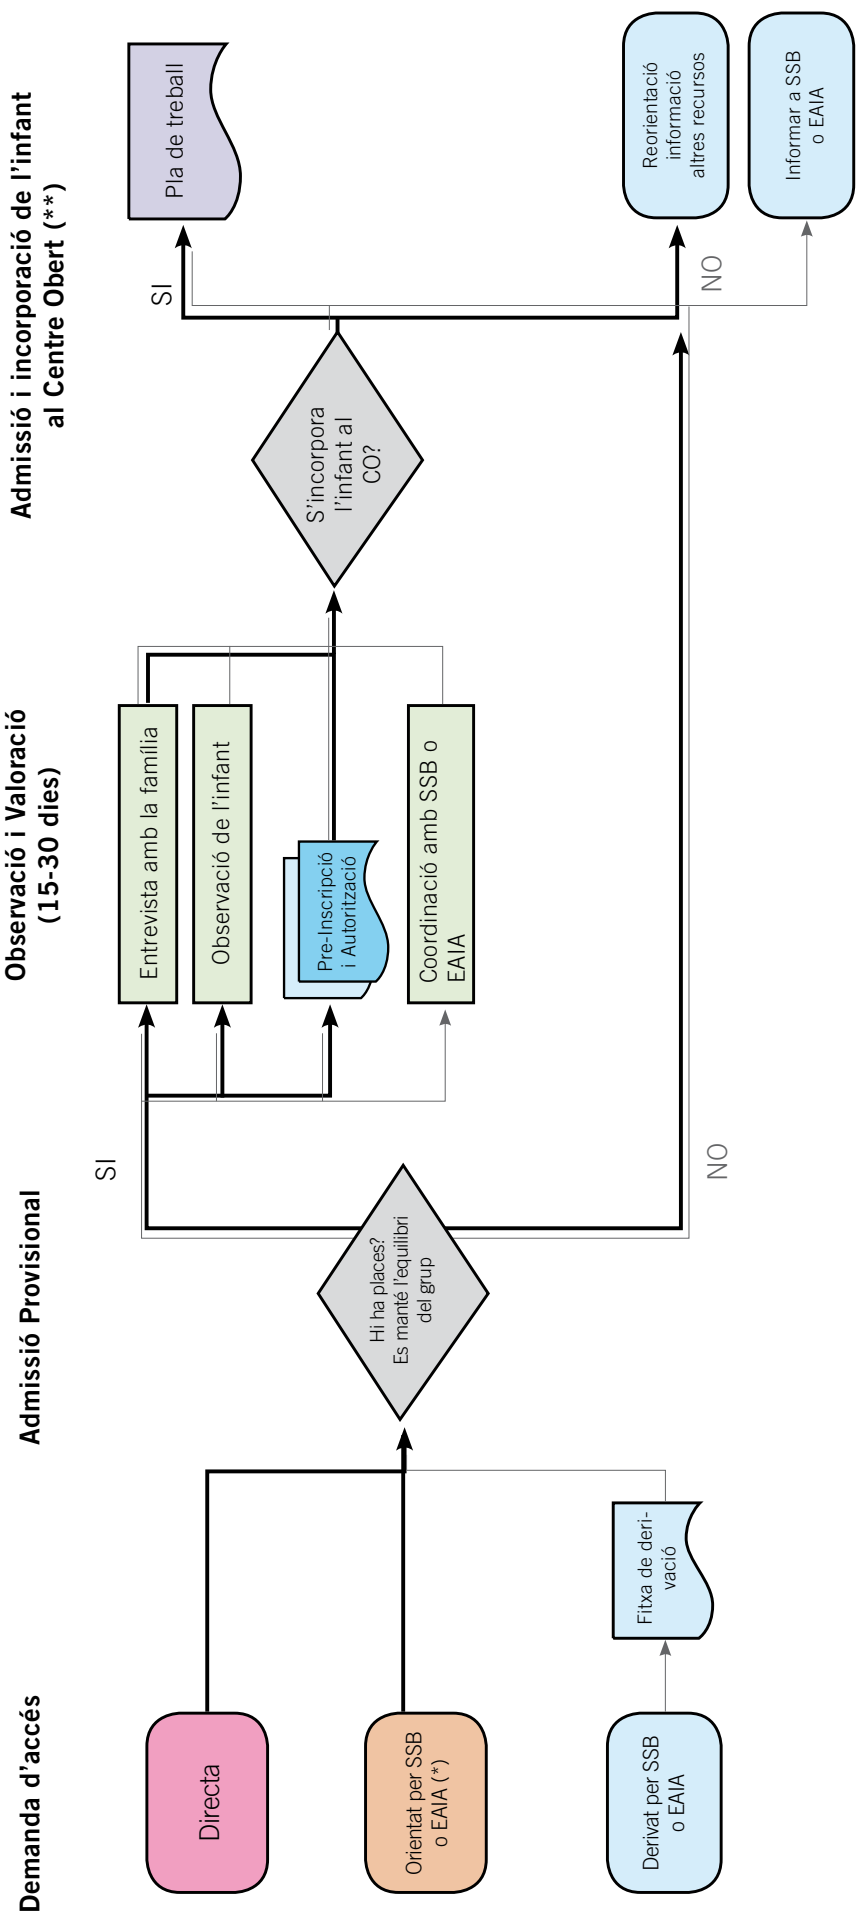 Demanda d'accés
Directa
Orientat per SSB
o EAIA (*)
Derivat per SSB
o EAIA
Fitxa de deri-
vació
Admissió Provisional
Hi ha places?
Es manté l'equilibri
del grup
SI
NO
Observació i Valoració
(15-30 dies)
Entrevista amb la família
Observació de l'infant
Pre-Inscripció
i Autorització
Coordinació amb SSB o
EAIA
Admissió i incorporació de l'infant
al Centre Obert (**)
S'incorpora
l'infant al
CO?
SI
NO
Pla de treball
Reorientació
informació
altres recursos
Informar a SSB
o EAIA